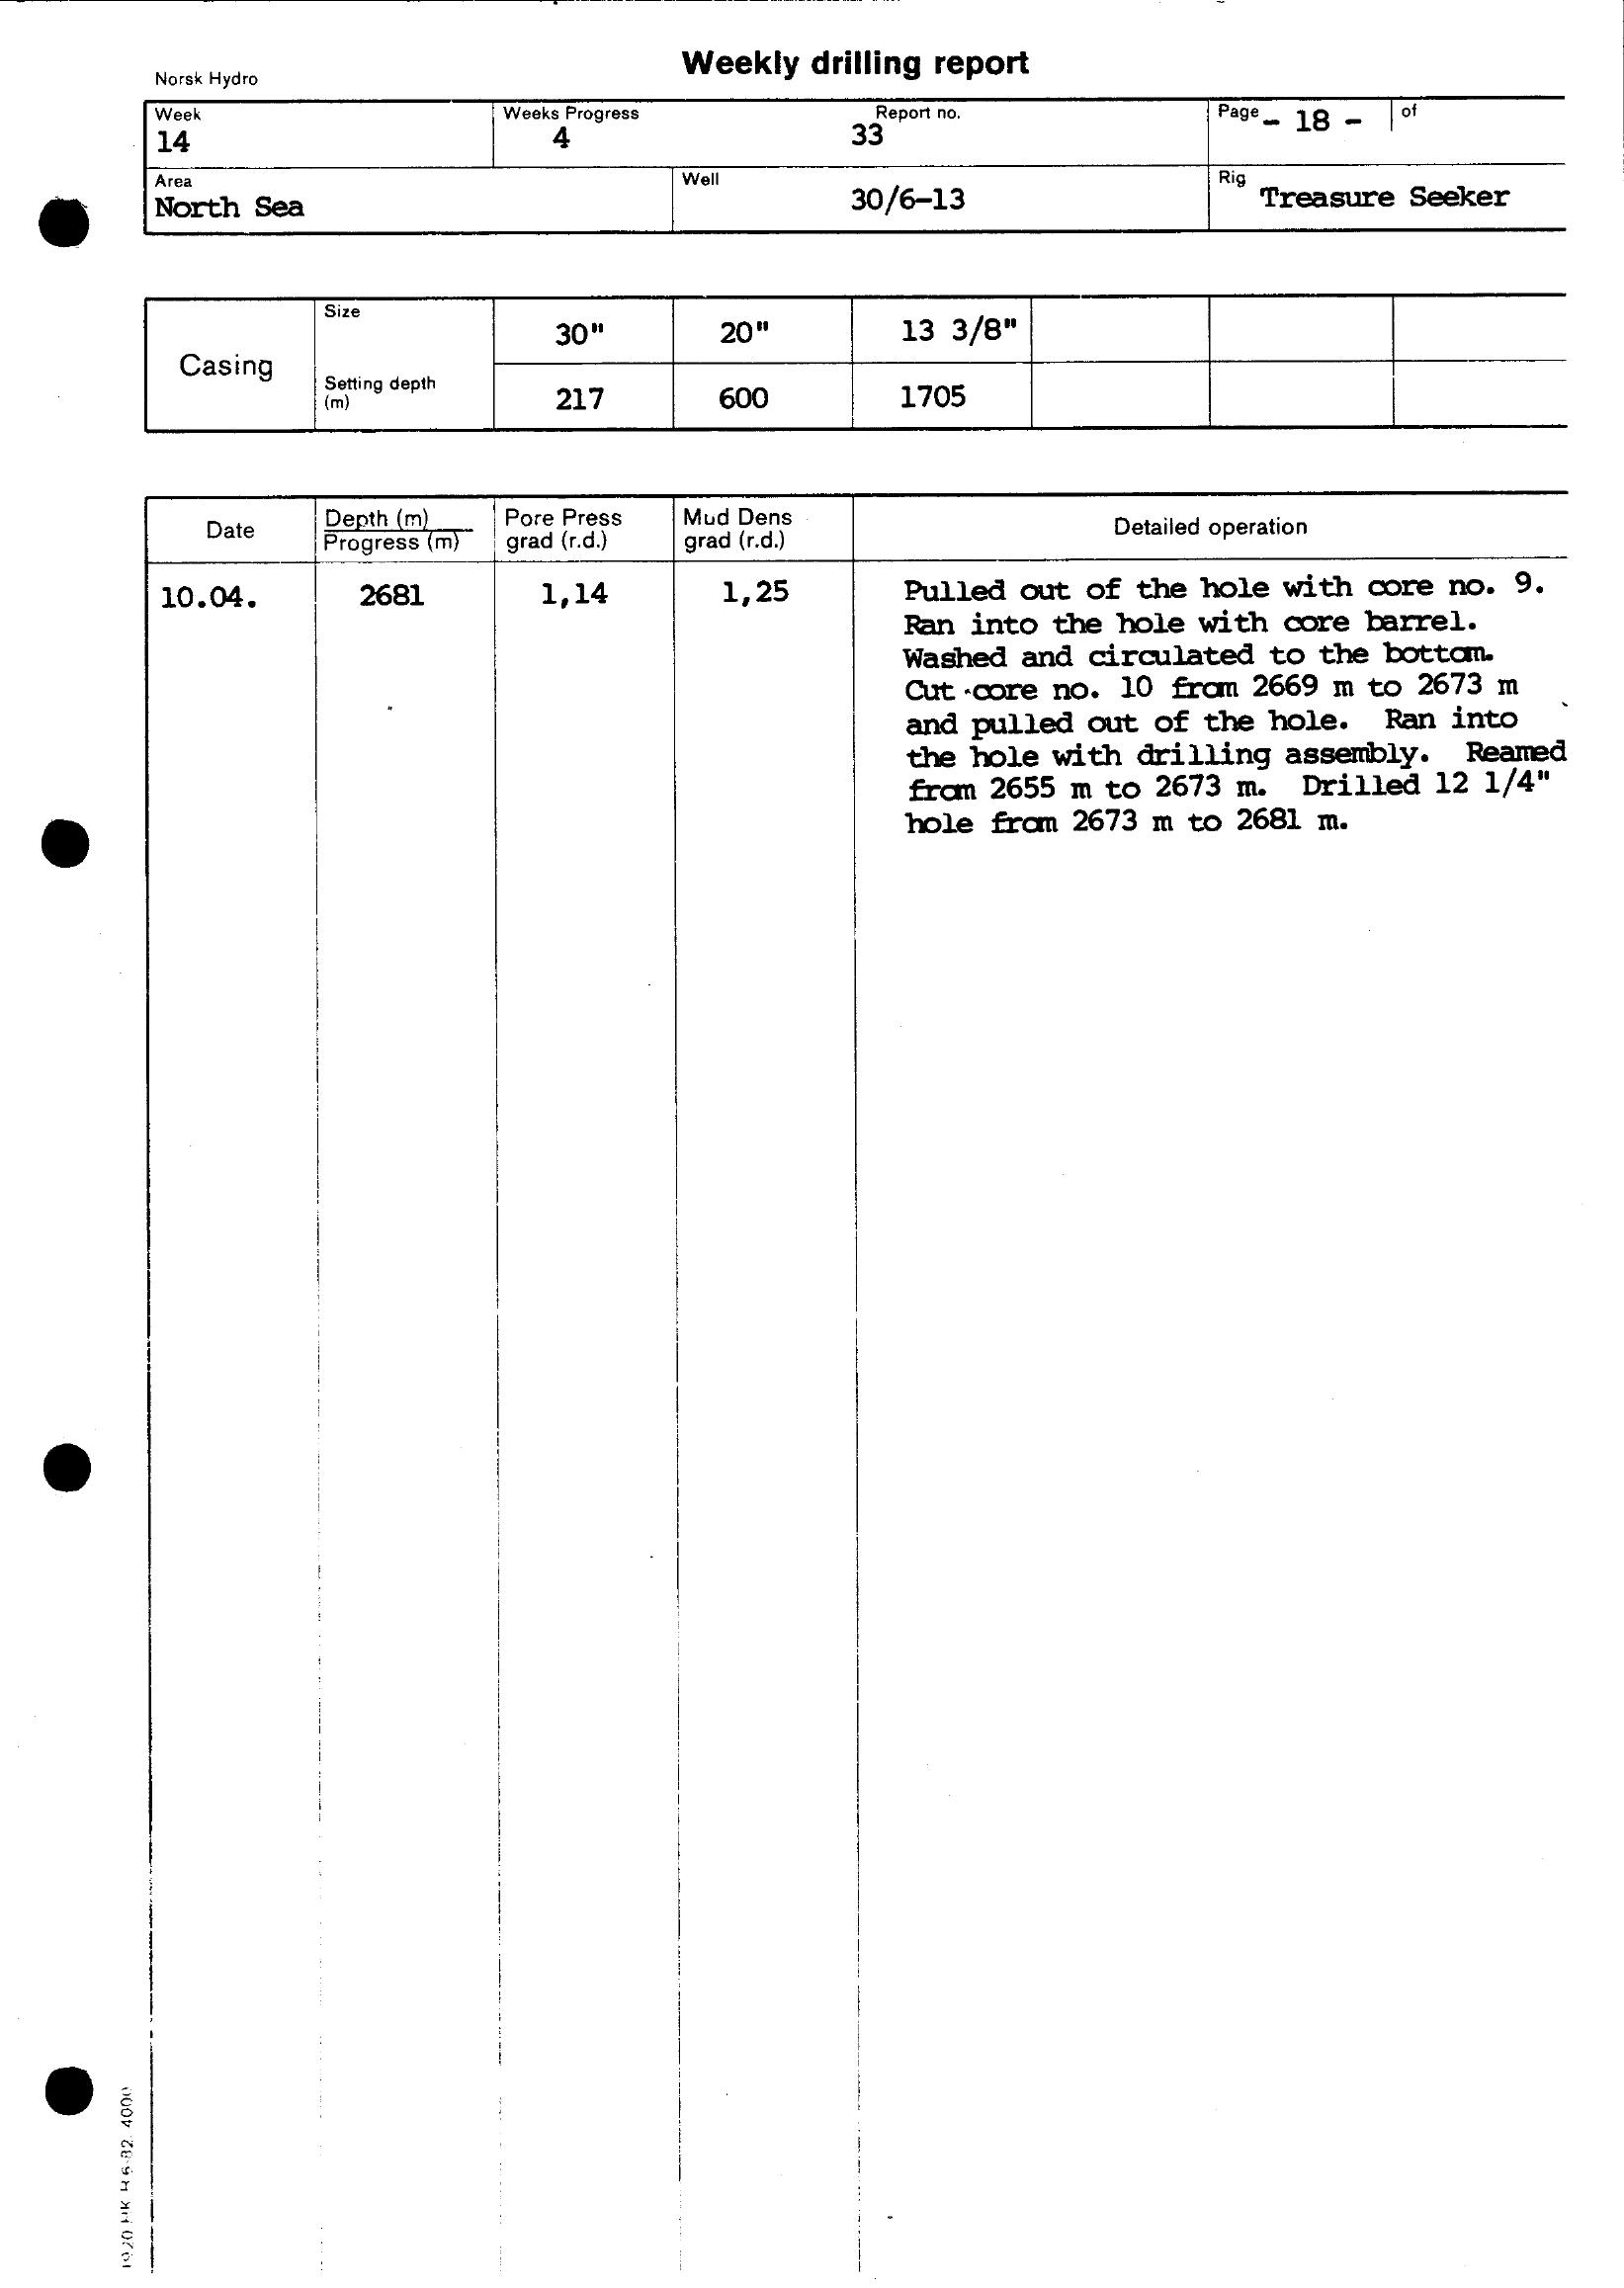 Weekly drilling report
Norsk Hydro
Week Weeks Progress Report no. Page - 18 - of
14 4 33
Area Well Rig
North Sea 30/6-13 Treasure Seeker
Size 30" 20" 13 3/8"
Casing
Setting depth 217 600 1705
(m)
Date Depth (m) Pore Press Mud Dens Detailed operation
Progress (m) grad (r.d.) grad (r.d.)
10.04. 2681 1,14 1,25 Pulled out of the hole with core no. 9.
Ran into the hole with core barrel.
Washed and circulated to the bottom.
Cut core no. 10 from 2669 m to 2673 m
and pulled out of the hole. Ran into
the hole with drilling assembly. Reamed
from 2655 m to 2673 m. Drilled 12 1/4"
hole from 2673 m to 2681 m.